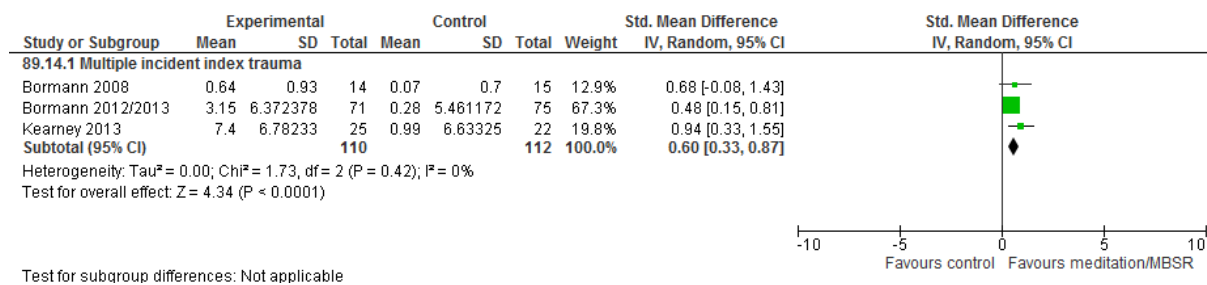 Experimental Control Std. Mean Difference Std. Mean Difference
Study or Subgroup Mean SD Total Mean SD Total Weight IV, Random, 95% CI IV, Random, 95% CI
89.14.1 Multiple incident index trauma
Bormann 2008 0.64 0.93 14 0.07 0.7 15 12.9% 0.68 [-0.08, 1.43]
Bormann 2012/2013 3.15 6.372378 71 0.28 5.461172 75 67.3% 0.48 [0.15, 0.81]
Kearney 2013 7.4 6.78233 25 0.99 6.63325 22 19.8% 0.94 [0.33, 1.55]
Subtotal (95% CI) 110 112 100.0% 0.60 [0.33, 0.87]
Heterogeneity: Tau² = 0.00; Chi² = 1.73, df = 2 (P = 0.42); I² = 0%
Test for overall effect: Z = 4.34 (P < 0.0001)
-10 -5 0 5 10
Favours control Favours meditation/MBSR
Test for subgroup differences: Not applicable